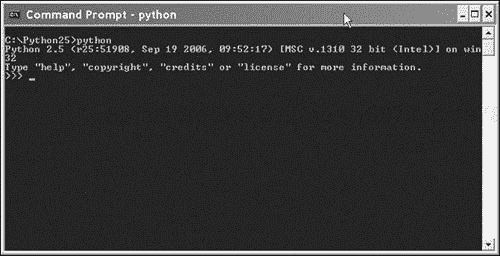 Command Prompt - python
C:\Python25>python
Python 2.5 (r25:51908, Sep 19 2006, 09:52:17) [MSC v.1310 32 bit (Intel)] on win
32
Type "help", "copyright", "credits" or "license" for more information.
>>> _